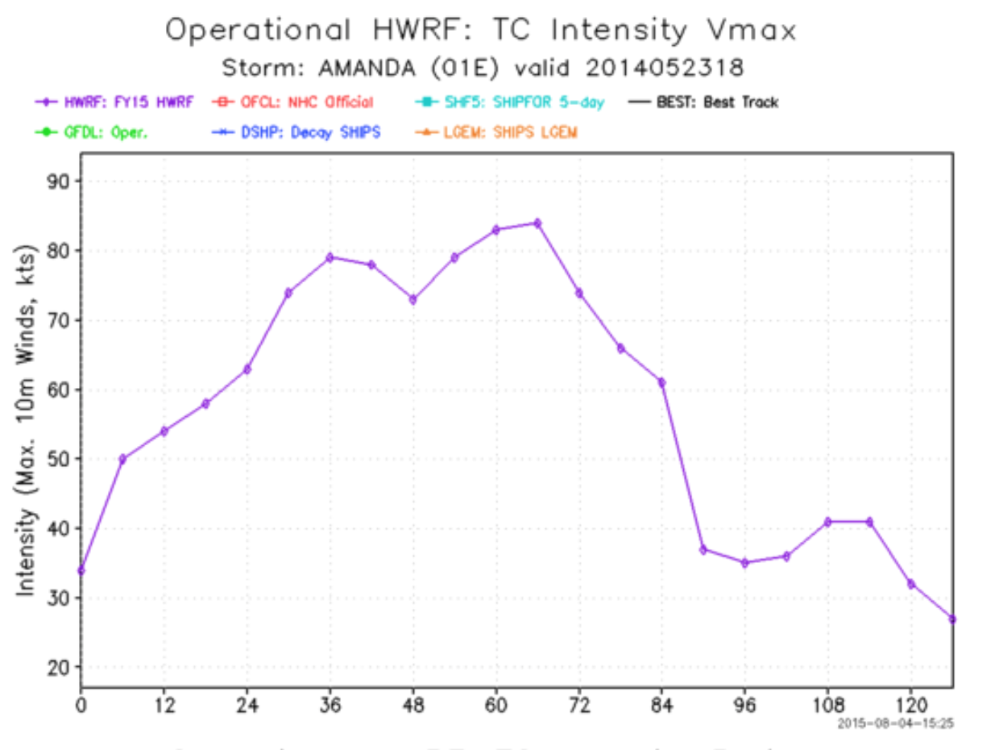 Operational HWRF: TC Intensity Vmax
Storm: AMANDA (01E) valid 2014052318
HWRF: FY15 HWRF OFCL: NHC Official SHF5: SHIPFOR 5-day BEST: Best Track
GFDL: Oper. DSHP: Decay SHIPS LGEM: SHIPS LGEM
Intensity (Max. 10m Winds, kts)
90
80
70
60
50
40
30
20
0 12 24 36 48 60 72 84 96 108 120
2015-08-04-15:25